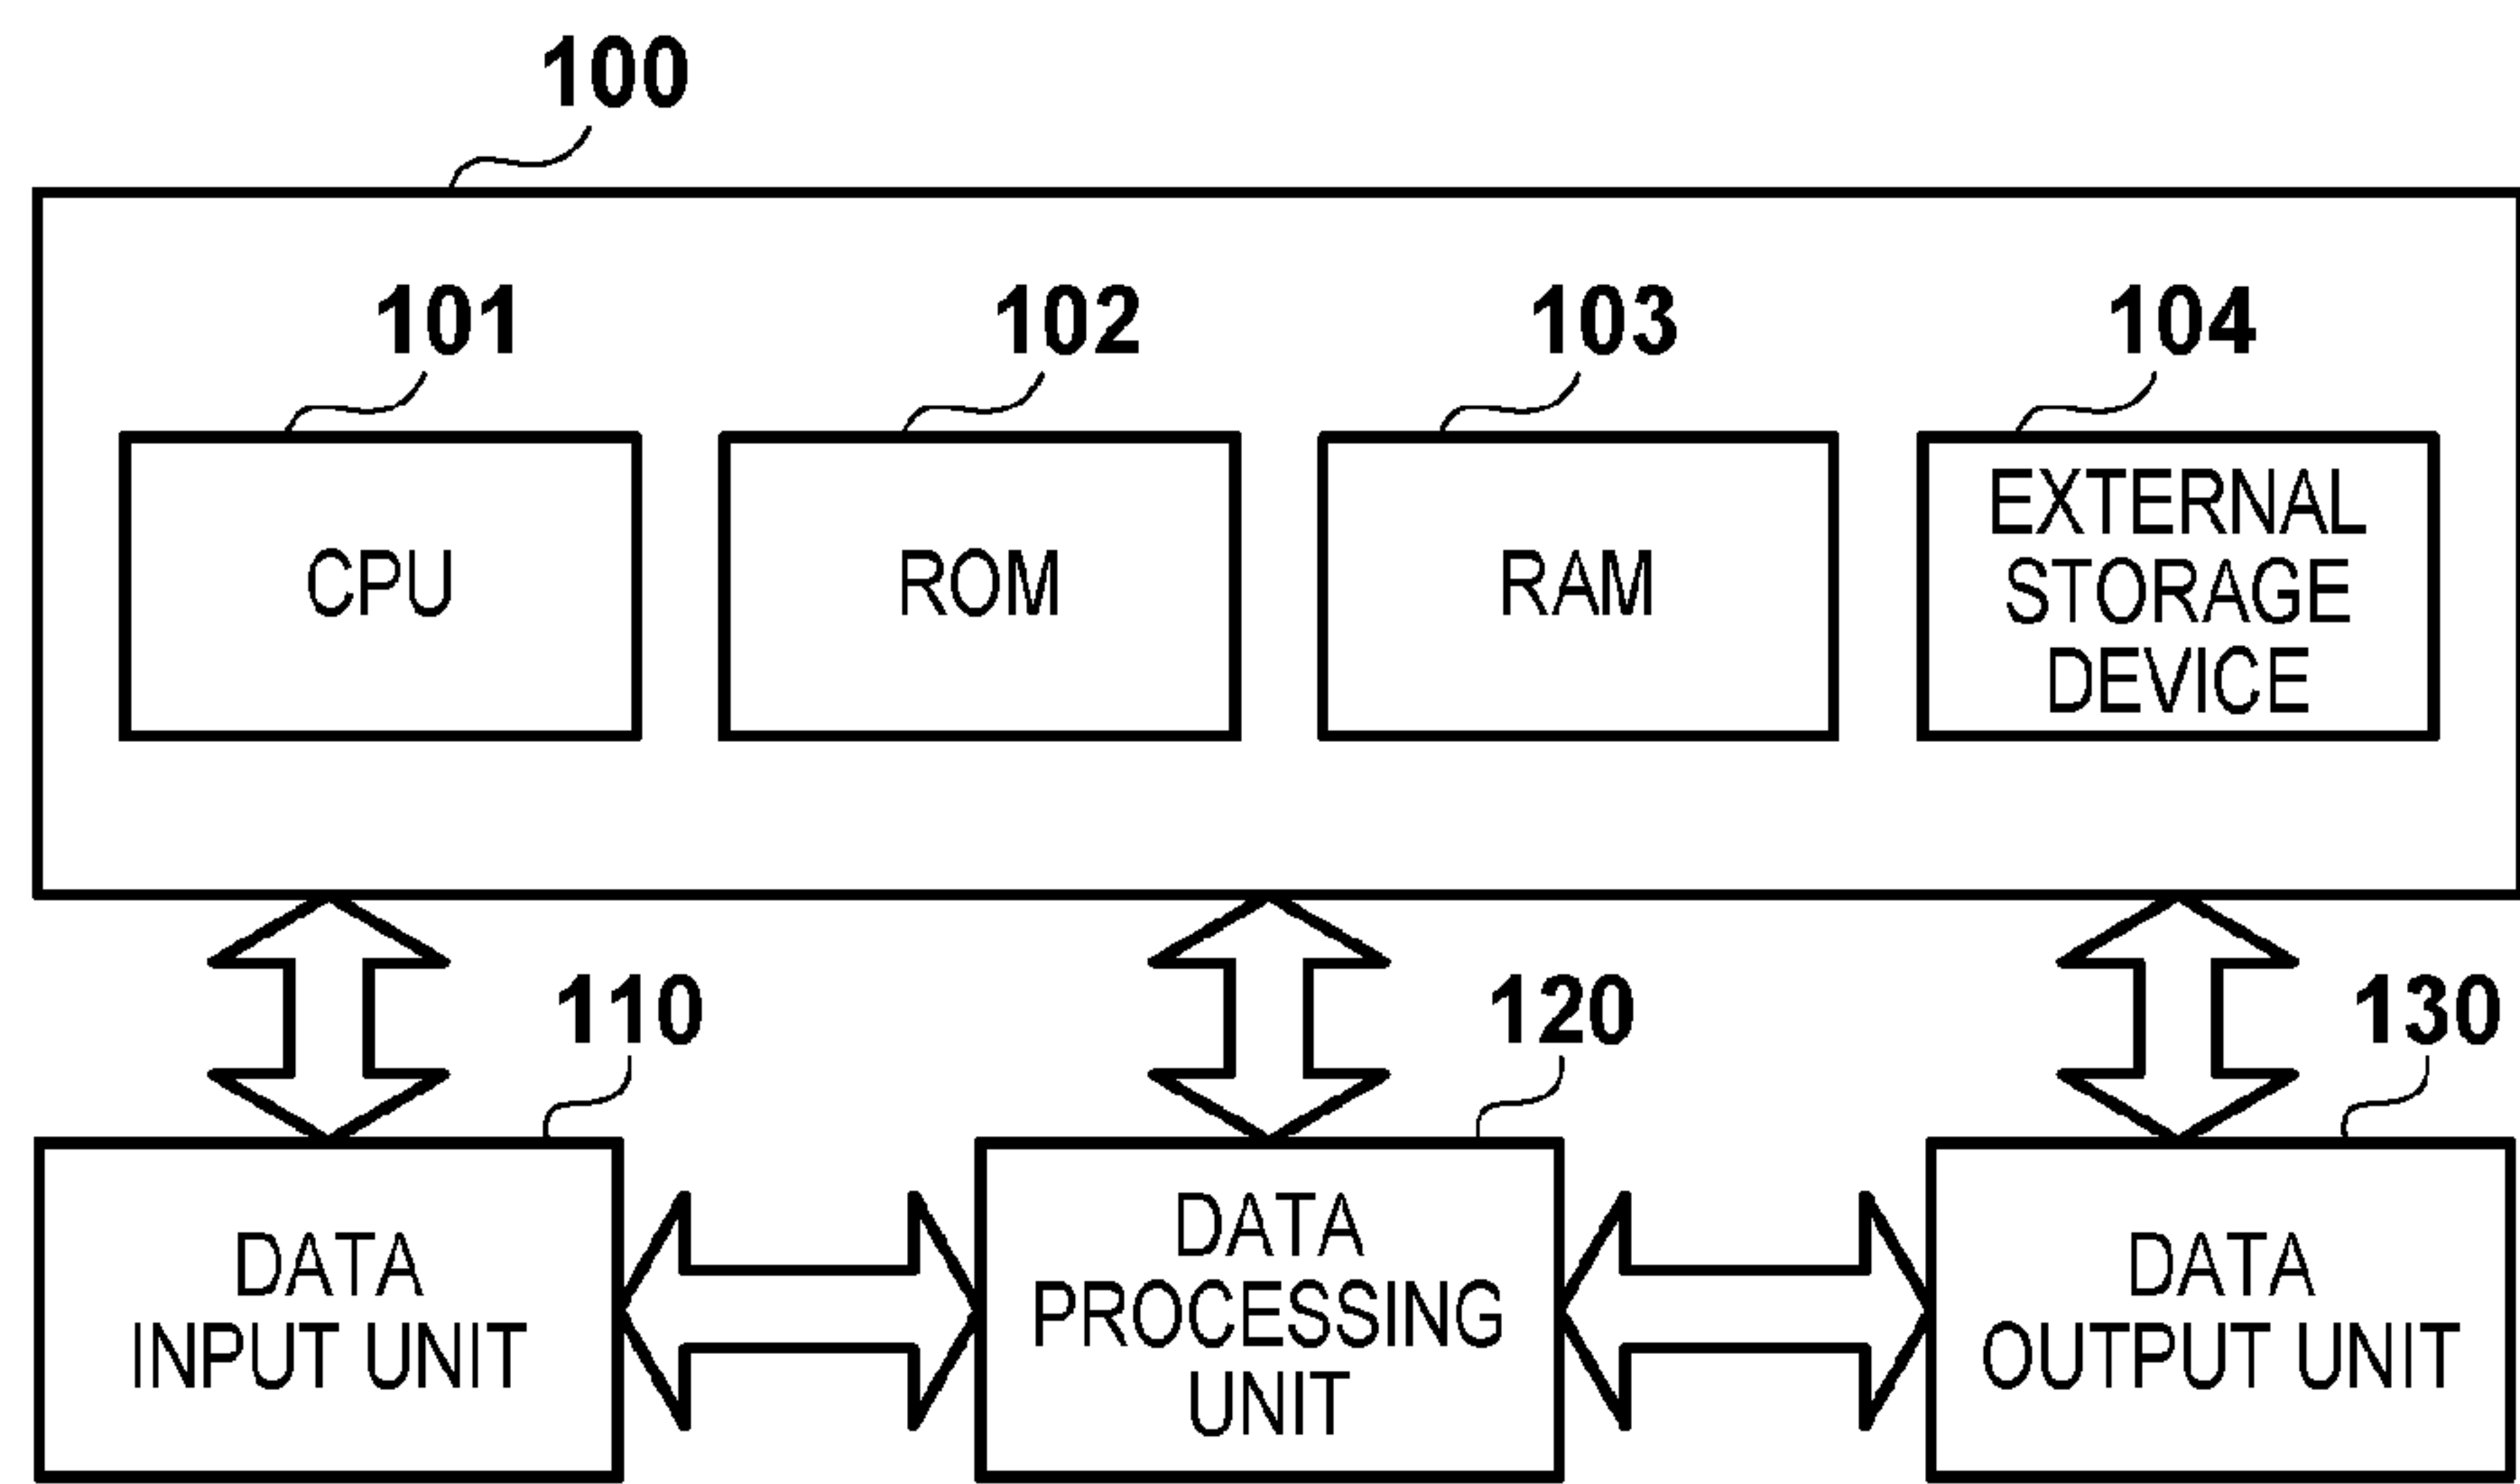 100
101
102
103
104
CPU
ROM
RAM
EXTERNAL
STORAGE
DEVICE
110
120
130
DATA
INPUT UNIT
DATA
PROCESSING
UNIT
DATA
OUTPUT UNIT